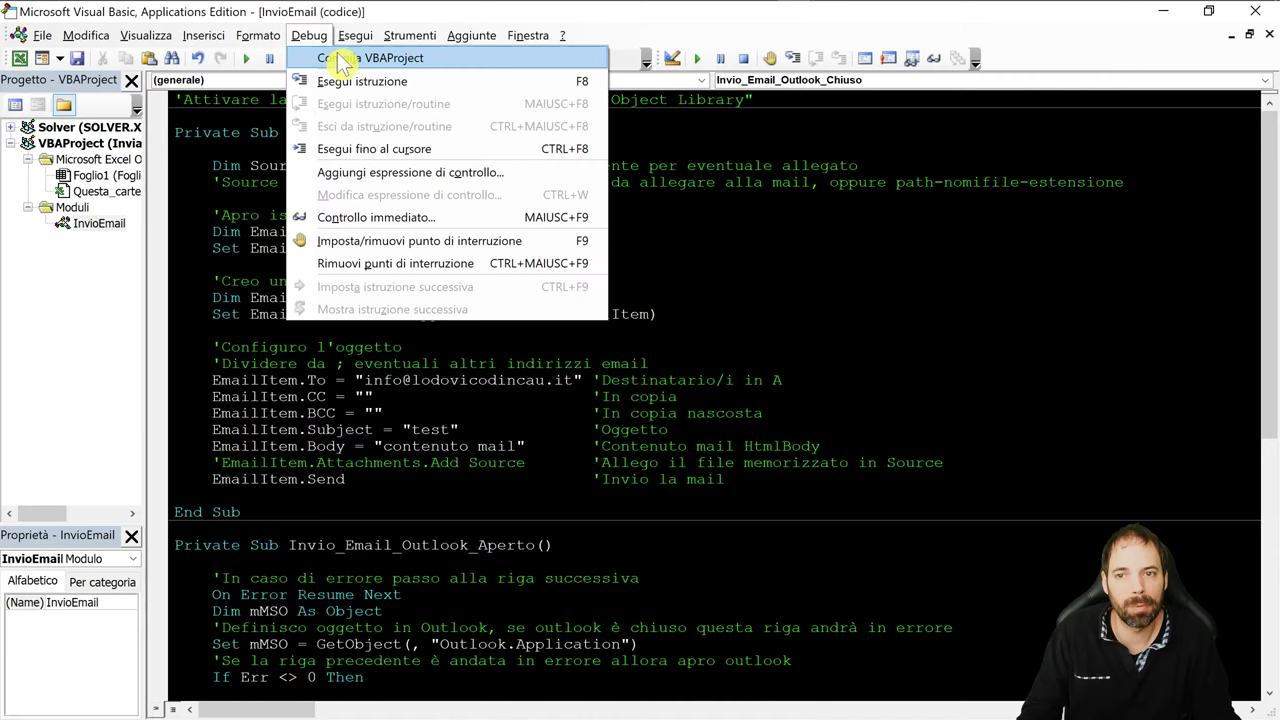 Microsoft Visual Basic, Applications Edition - [InvioEmail (codice)]
File Modifica Visualizza Inserisci Formato Debug Esegui Strumenti Aggiunte Finestra ?
Progetto - VBAProject
(generale)
Invio_Email_Outlook_Chiuso
VBAProject
Esegui istruzione F8
Esegui istruzione/routine MAIUSC+F8
Esci da istruzione/routine CTRL+MAIUSC+F8
Esegui fino al cursore CTRL+F8
Aggiungi espressione di controllo...
Modifica espressione di controllo... CTRL+W
Controllo immediato... MAIUSC+F9
Imposta/rimuovi punto di interruzione F9
Rimuovi punti di interruzione CTRL+MAIUSC+F9
Imposta istruzione successiva CTRL+F9
Mostra istruzione successiva
Solver (SOLVER.X
VBAProject (Invia
Microsoft Excel O
Foglio1 (Fogli
Questa_carte
Moduli
InvioEmail
Proprietà - InvioEmail
InvioEmail Modulo
Alfabetico Per categoria
(Name) InvioEmail
'Attivare la Object Library"
Private Sub
Dim Sour nte per eventuale allegato
'Source da allegare alla mail, oppure path-nomifile-estensione
'Apro is
Dim Emai
Set Emai
'Creo un
Dim Emai
Set Emai Item)
'Configuro l'oggetto
'Dividere da ; eventuali altri indirizzi email
EmailItem.To = "info@lodovicodincau.it" 'Destinatario/i in A
EmailItem.CC = "" 'In copia
EmailItem.BCC = "" 'In copia nascosta
EmailItem.Subject = "test" 'Oggetto
EmailItem.Body = "contenuto mail" 'Contenuto mail HtmlBody
'EmailItem.Attachments.Add Source 'Allego il file memorizzato in Source
EmailItem.Send 'Invio la mail
End Sub
Private Sub Invio_Email_Outlook_Aperto()
'In caso di errore passo alla riga successiva
On Error Resume Next
Dim mMSO As Object
'Definisco oggetto in Outlook, se outlook è chiuso questa riga andrà in errore
Set mMSO = GetObject(, "Outlook.Application")
'Se la riga precedente è andata in errore allora apro outlook
If Err <> 0 Then